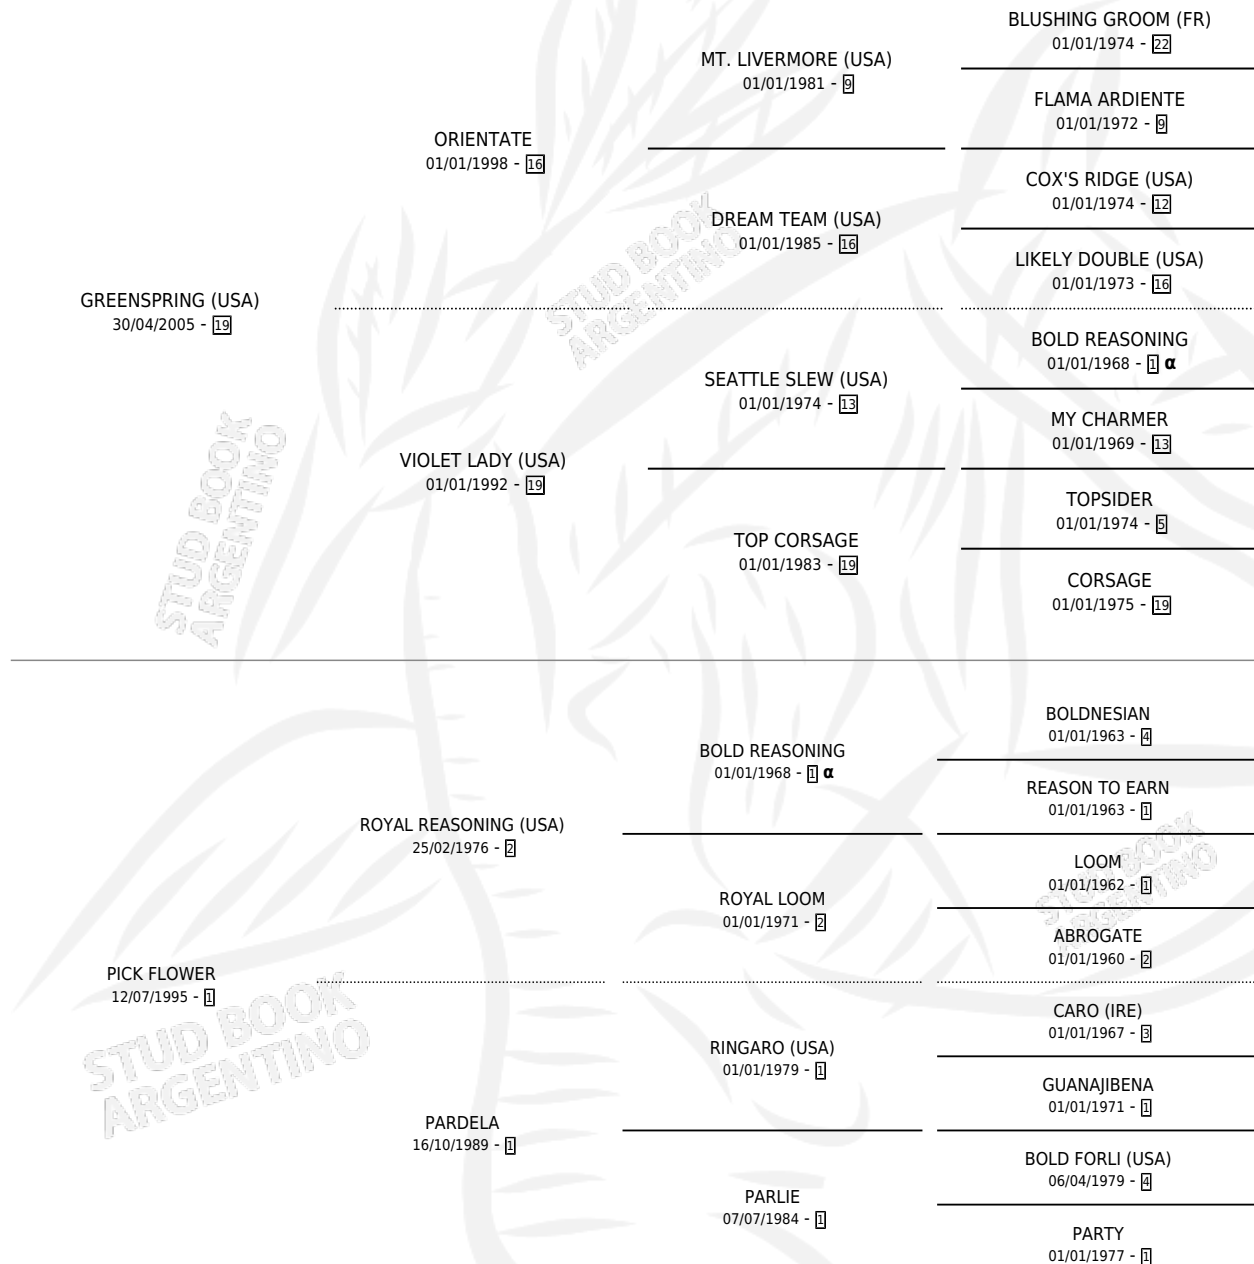 BLUSHING GROOM (FR)
01/01/1974 - 22
MT. LIVERMORE (USA)
01/01/1981 - 9
FLAMA ARDIENTE
01/01/1972 - 9
ORIENTATE
01/01/1998 - 16
COX'S RIDGE (USA)
01/01/1974 - 12
DREAM TEAM (USA)
01/01/1985 - 16
LIKELY DOUBLE (USA)
01/01/1973 - 16
STUD BOOK
ARGENTINO
GREENSPRING (USA)
30/04/2005 - 19
BOLD REASONING
01/01/1968 - 1 α
SEATTLE SLEW (USA)
01/01/1974 - 13
MY CHARMER
01/01/1969 - 13
VIOLET LADY (USA)
01/01/1992 - 19
TOPSIDER
01/01/1974 - 5
TOP CORSAGE
01/01/1983 - 19
CORSAGE
01/01/1975 - 19
STUD BOOK
ARGENTINO
BOLDNESIAN
01/01/1963 - 4
BOLD REASONING
01/01/1968 - 1 α
REASON TO EARN
01/01/1963 - 1
ROYAL REASONING (USA)
25/02/1976 - 2
LOOM
01/01/1962 - 1
ROYAL LOOM
01/01/1971 - 2
ABROGATE
01/01/1960 - 2
STUD BOOK
ARGENTINO
PICK FLOWER
12/07/1995 - 1
CARO (IRE)
01/01/1967 - 3
RINGARO (USA)
01/01/1979 - 1
GUANAJIBENA
01/01/1971 - 1
STUD BOOK
ARGENTINO
PARDELA
16/10/1989 - 1
BOLD FORLI (USA)
06/04/1979 - 4
PARLIE
07/07/1984 - 1
PARTY
01/01/1977 - 1